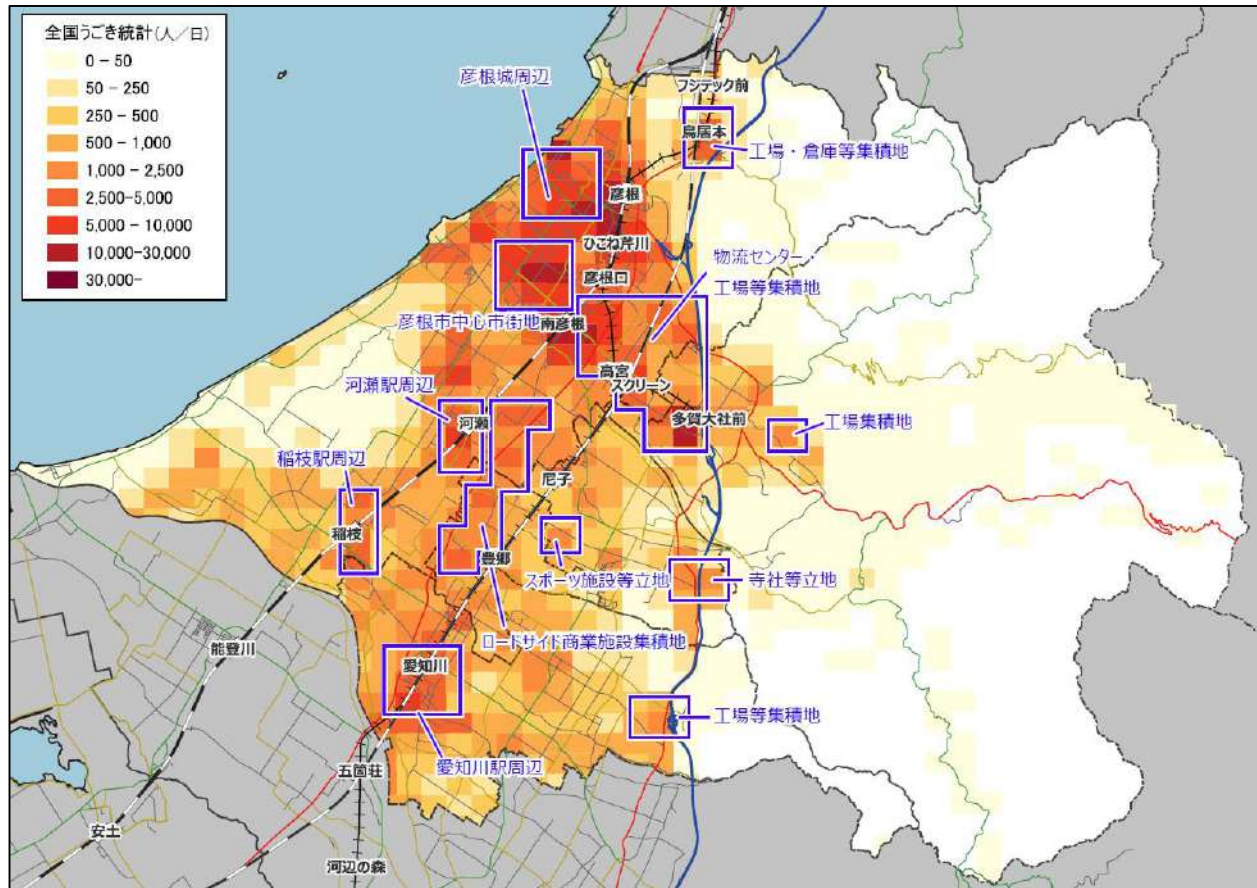 全国うごき統計(人／日)
0 - 50
50 - 250
250 - 500
500 - 1,000
1,000 - 2,500
2,500-5,000
5,000 - 10,000
10,000-30,000
30,000-
彦根城周辺
フジテック前
鳥居本
工場・倉庫等集積地
彦根
ひこね芹川
物流センター
彦根口
工場等集積地
彦根市中心市街地
南彦根
高宮
スクリーン
河瀬駅周辺
河瀬
多賀大社前
工場集積地
稲枝駅周辺
尼子
稲枝
豊郷
スポーツ施設等立地
寺社等立地
ロードサイド商業施設集積地
能登川
愛知川
工場等集積地
愛知川駅周辺
五箇荘
安土
河辺の森